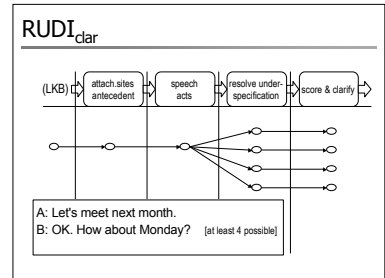 RUDIclar
(LKB)
attach.sites
antecedent
speech
acts
resolve under-
specification
score & clarify
A: Let's meet next month.
B: OK. How about Monday? [at least 4 possible]